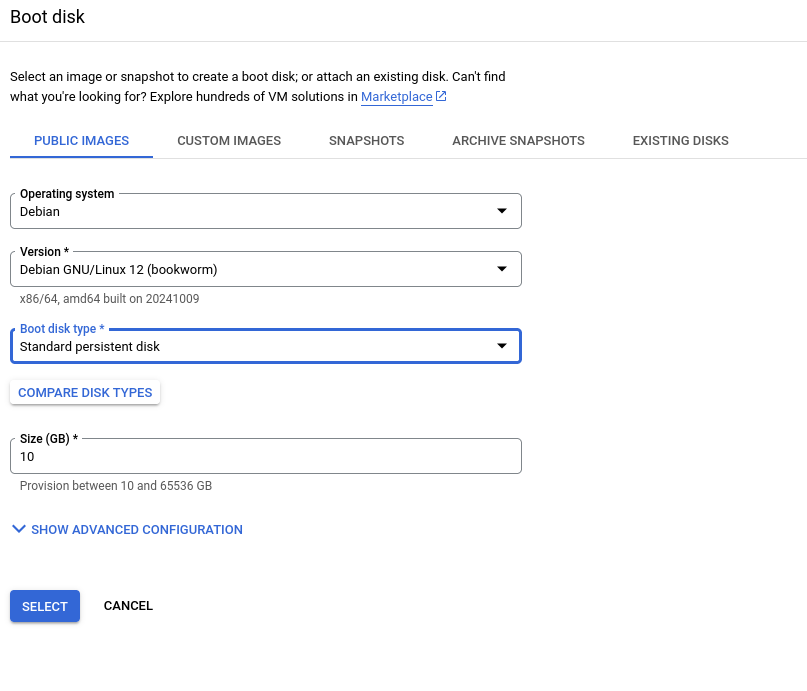 Boot disk
Select an image or snapshot to create a boot disk; or attach an existing disk. Can't find
what you're looking for? Explore hundreds of VM solutions in Marketplace
PUBLIC IMAGES CUSTOM IMAGES SNAPSHOTS ARCHIVE SNAPSHOTS EXISTING DISKS
Operating system
Debian
Version *
Debian GNU/Linux 12 (bookworm)
x86/64, amd64 built on 20241009
Boot disk type *
Standard persistent disk
COMPARE DISK TYPES
Size (GB) *
10
Provision between 10 and 65536 GB
SHOW ADVANCED CONFIGURATION
SELECT CANCEL